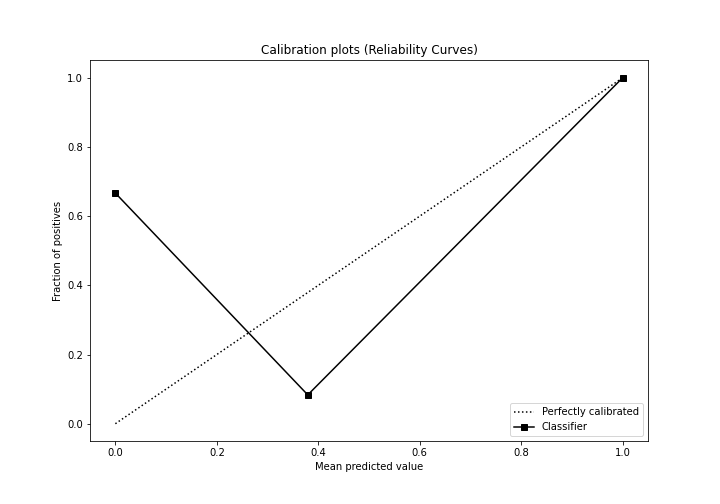 Calibration plots (Reliability Curves)
1.0
0.8
0.6
0.4
0.2
0.0
Fraction of positives
Perfectly calibrated
Classifier
0.0 0.2 0.4 0.6 0.8 1.0
Mean predicted value